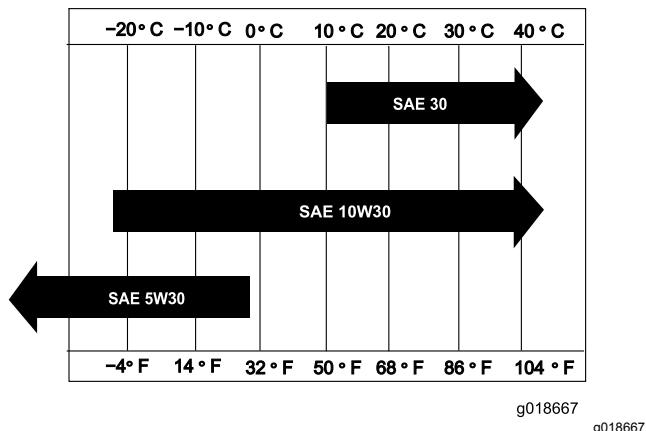 −20° C −10° C 0° C 10° C 20° C 30° C 40° C
SAE 30
SAE 10W30
SAE 5W30
−4° F 14° F 32° F 50° F 68° F 86° F 104° F
g018667
g018667